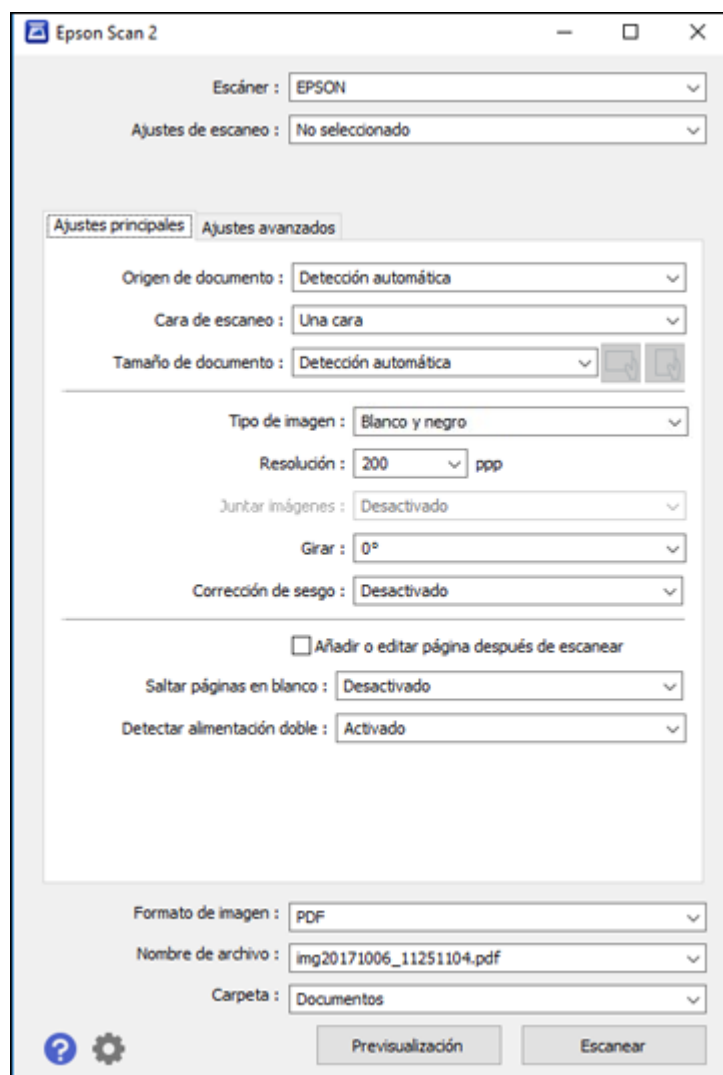 Epson Scan 2
Escáner : EPSON
Ajustes de escaneo : No seleccionado
Ajustes principales Ajustes avanzados
Origen de documento : Detección automática
Cara de escaneo : Una cara
Tamaño de documento : Detección automática
Tipo de imagen : Blanco y negro
Resolución : 200 ppp
Juntar imágenes : Desactivado
Girar : 0°
Corrección de sesgo : Desactivado
Añadir o editar página después de escanear
Saltar páginas en blanco : Desactivado
Detectar alimentación doble : Activado
Formato de imagen : PDF
Nombre de archivo : img20171006_11251104.pdf
Carpeta : Documentos
? Previsualización Escanear